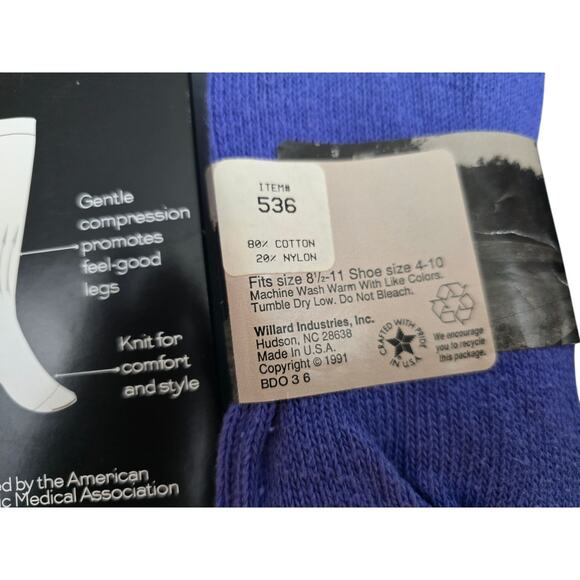 Gentle
compression
promotes
feel-good
legs
Knit for
comfort
and style
ed by the American
c Medical Association
ITEM#
536
80% COTTON
20% NYLON
Fits size 8½-11 Shoe size 4-10
Machine Wash Warm With Like Colors.
Tumble Dry Low. Do Not Bleach.
Willard Industries, Inc.
Hudson, NC 28638
Made In U.S.A.
Copyright © 1991
BDO 3 6
CRAFTED WITH PRIDE
IN U.S.A.
We encourage
you to recycle
this package.